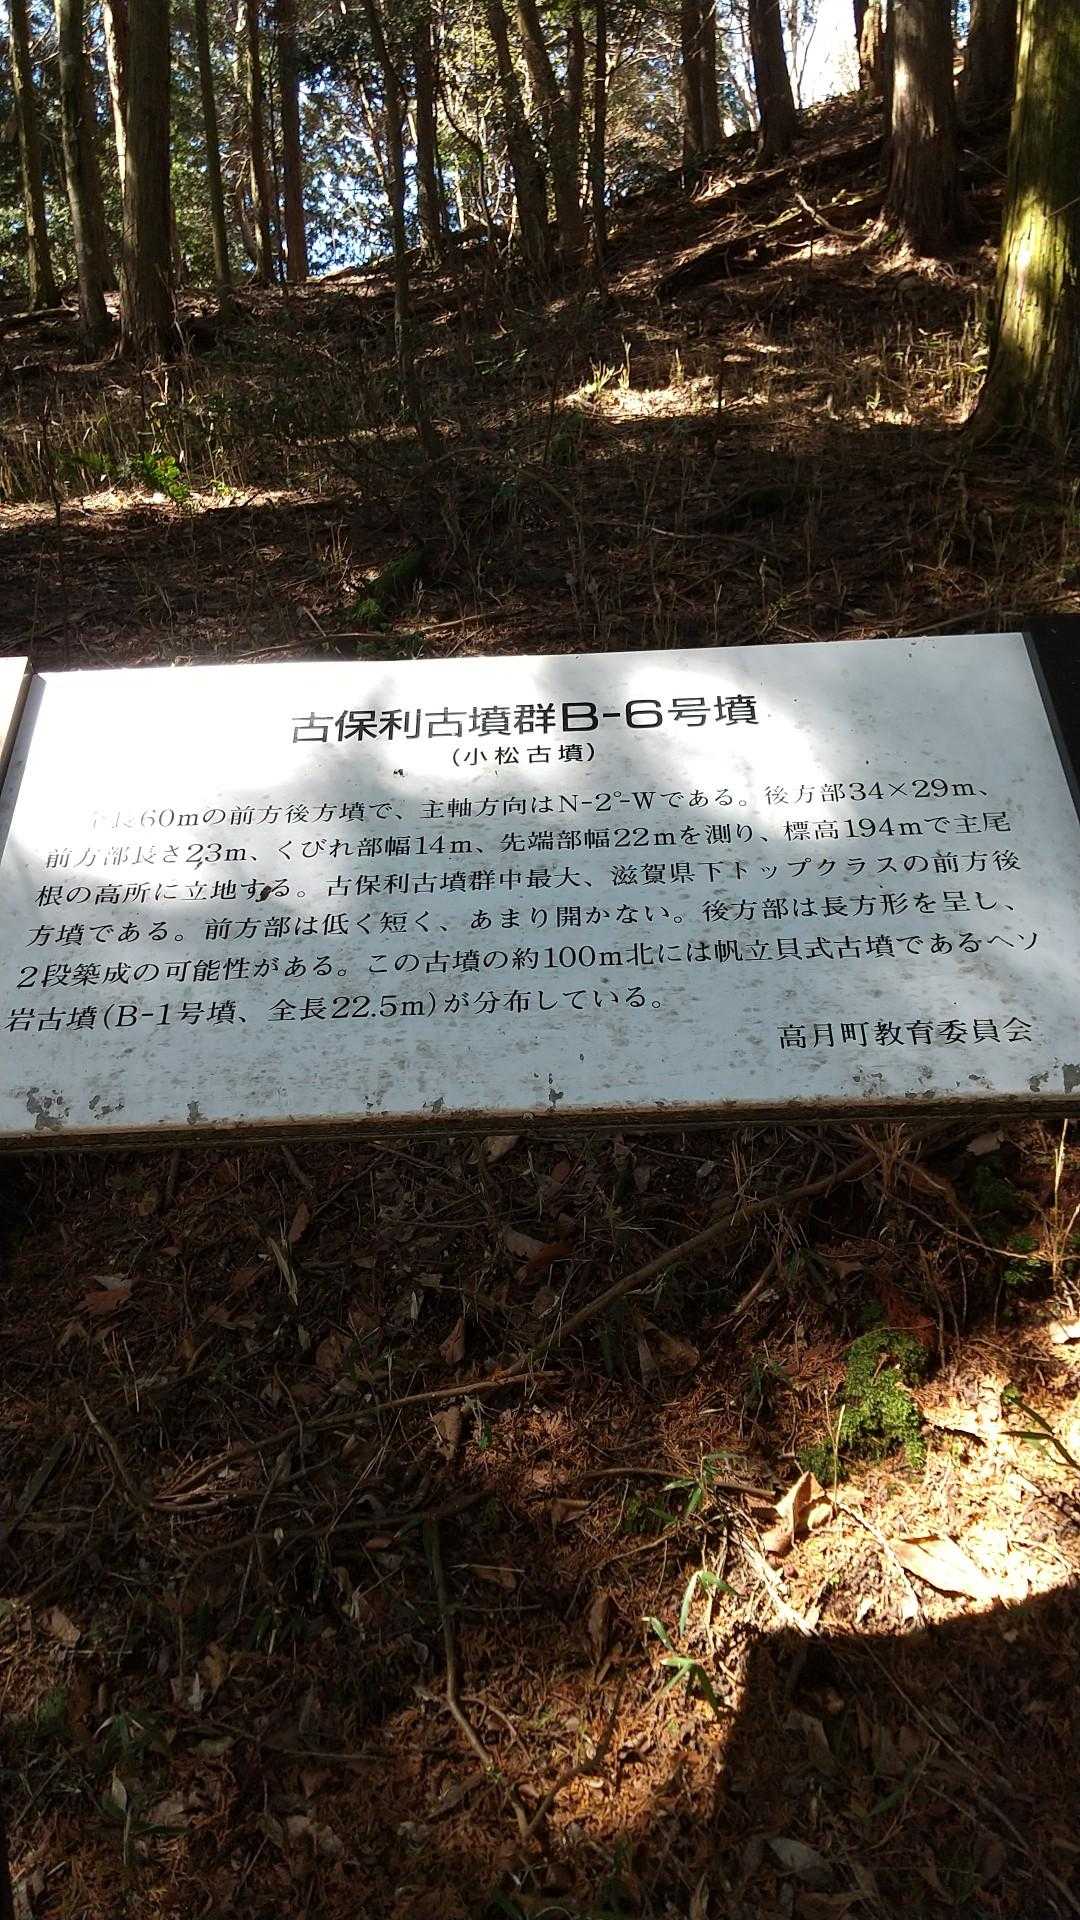 古保利古墳群B-6号墳
(小松古墳)
全長60mの前方後方墳で、主軸方向はN-2°-Wである。後方部34×29m、
前方部長さ23m、くびれ部幅14m、先端部幅22mを測り、標高194mで主尾
根の高所に立地する。古保利古墳群中最大、滋賀県下トップクラスの前方後
方墳である。前方部は低く短く、あまり開かない。後方部は長方形を呈し、
2段築成の可能性がある。この古墳の約100m北には帆立貝式古墳であるヘソ
岩古墳(B-1号墳、全長22.5m)が分布している。
高月町教育委員会